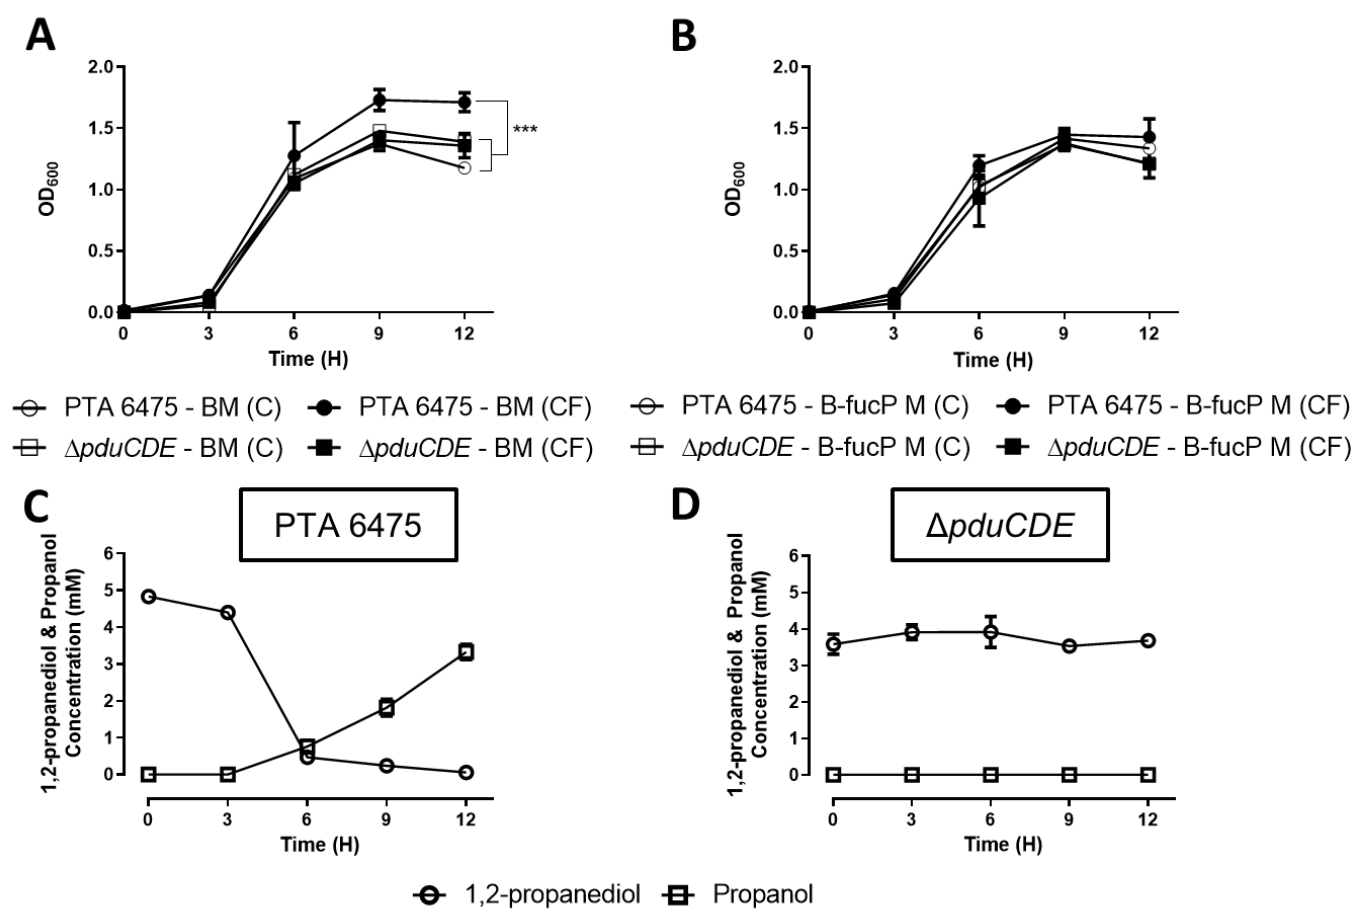 A
B
2.0
1.5
1.0
0.5
0.0
OD600
0 3 6 9 12
Time (H)
***
2.0
1.5
1.0
0.5
0.0
OD600
0 3 6 9 12
Time (H)
PTA 6475 - BM (C) PTA 6475 - BM (CF)
ΔpduCDE - BM (C) ΔpduCDE - BM (CF)
PTA 6475 - B-fucP M (C) PTA 6475 - B-fucP M (CF)
ΔpduCDE - B-fucP M (C) ΔpduCDE - B-fucP M (CF)
C
PTA 6475
1,2-propanediol & Propanol
Concentration (mM)
6
5
4
3
2
1
0
0 3 6 9 12
Time (H)
D
ΔpduCDE
1,2-propanediol & Propanol
Concentration (mM)
6
5
4
3
2
1
0
0 3 6 9 12
Time (H)
1,2-propanediol Propanol